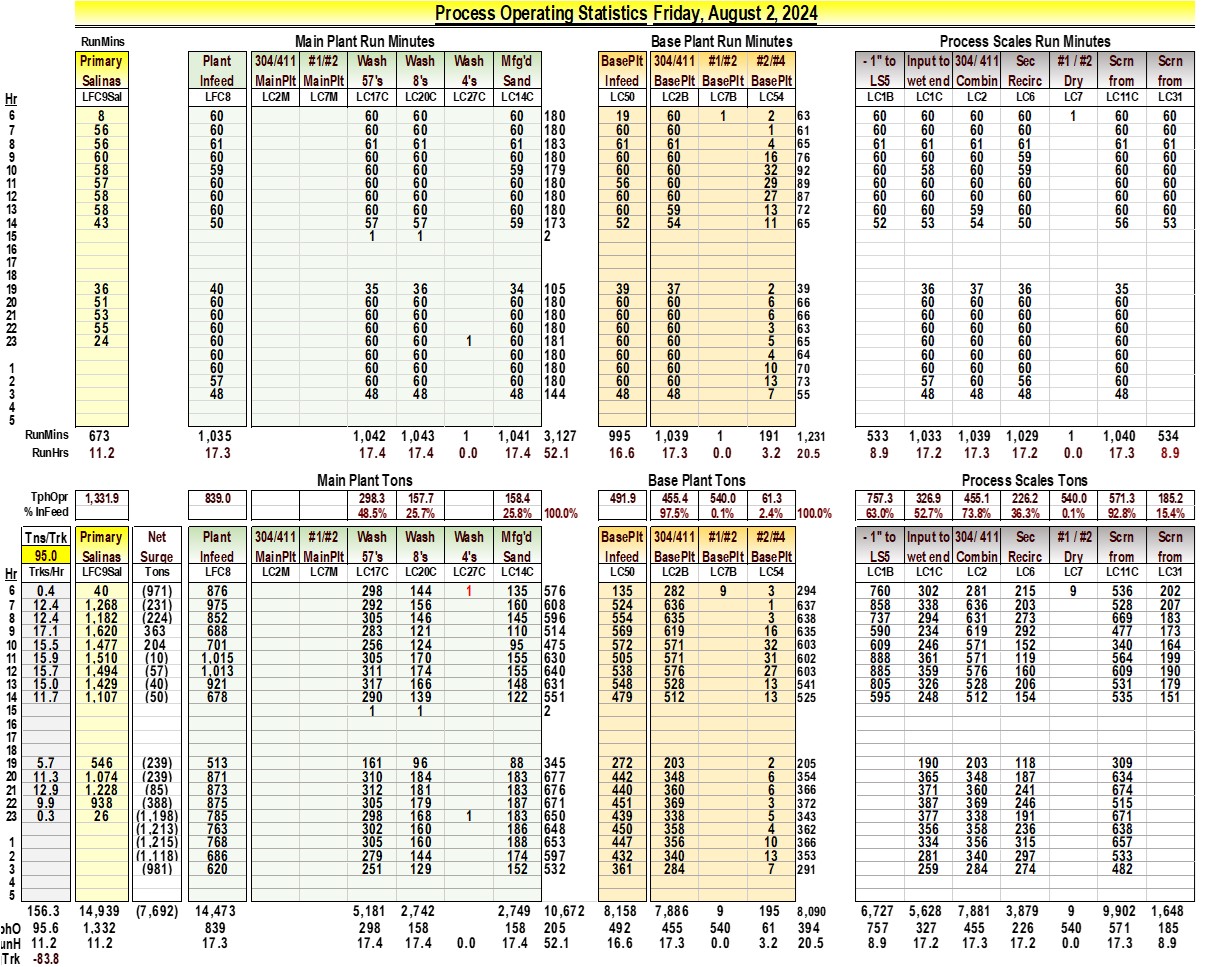 Process Operating Statistics Friday, August 2, 2024
RunMins Main Plant Run Minutes Base Plant Run Minutes Process Scales Run Minutes
Primary Plant 304/411 #1/#2 Wash Wash Wash Mfg'd BasePlt 304/411 #1/#2 #2/#4 - 1" to Input to 304/ 411 Sec #1 / #2 Scrn Scrn
Salinas Infeed MainPlt MainPlt 57's 8's 4's Sand Infeed BasePlt BasePlt BasePlt LS5 wet end Combin Recirc Dry from from
Hr LFC9Sal LFC8 LC2M LC7M LC17C LC20C LC27C LC14C LC50 LC2B LC7B LC54 LC1B LC1C LC2 LC6 LC7 LC11C LC31
6 8 60 60 60 60 180 19 60 1 2 63 60 60 60 60 1 60 60
7 56 60 60 60 60 180 60 60 1 61 60 60 60 60 60 60
8 56 61 61 61 61 183 61 61 4 65 61 61 61 61 61 61
9 60 60 60 60 60 180 60 60 16 76 60 60 60 59 60 60
10 58 59 60 60 59 179 60 60 32 92 60 58 60 59 60 60
11 57 60 60 60 60 180 56 60 29 89 60 60 60 60 60 60
12 58 60 60 60 60 180 60 60 27 87 60 60 60 60 60 60
13 58 60 60 60 60 180 60 59 13 72 60 60 59 60 60 60
14 43 50 57 57 59 173 52 54 11 65 52 53 54 50 56 53
15 1 1 2
16
17
18
19 36 40 35 36 34 105 39 37 2 39 36 37 36 35
20 51 60 60 60 60 180 60 60 6 66 60 60 60 60
21 53 60 60 60 60 180 60 60 6 66 60 60 60 60
22 55 60 60 60 60 180 60 60 3 63 60 60 60 60
23 24 60 60 60 1 60 181 60 60 5 65 60 60 60 60
60 60 60 60 180 60 60 4 64 60 60 60 60
1 60 60 60 60 180 60 60 10 70 60 60 60 60
2 57 60 60 60 180 60 60 13 73 57 60 56 60
3 48 48 48 48 144 48 48 7 55 48 48 48 48
4
5
RunMins 673 1,035 1,042 1,043 1 1,041 3,127 995 1,039 1 191 1,231 533 1,033 1,039 1,029 1 1,040 534
RunHrs 11.2 17.3 17.4 17.4 0.0 17.4 52.1 16.6 17.3 0.0 3.2 20.5 8.9 17.2 17.3 17.2 0.0 17.3 8.9
Main Plant Tons Base Plant Tons Process Scales Tons
TphOpr 1,331.9 839.0 298.3 157.7 158.4 491.9 455.4 540.0 61.3 757.3 326.9 455.1 226.2 540.0 571.3 185.2
% InFeed 48.5% 25.7% 25.8% 100.0% 97.5% 0.1% 2.4% 100.0% 63.0% 52.7% 73.8% 36.3% 0.1% 92.8% 15.4%
Tns/Trk Primary Net Plant 304/411 #1/#2 Wash Wash Wash Mfg'd BasePlt 304/411 #1/#2 #2/#4 - 1" to Input to 304/ 411 Sec #1 / #2 Scrn Scrn
95.0 Salinas Surge Infeed MainPlt MainPlt 57's 8's 4's Sand Infeed BasePlt BasePlt BasePlt LS5 wet end Combin Recirc Dry from from
Hr Trks/Hr LFC9Sal Tons LFC8 LC2M LC7M LC17C LC20C LC27C LC14C LC50 LC2B LC7B LC54 LC1B LC1C LC2 LC6 LC7 LC11C LC31
6 0.4 40 (971) 876 298 144 1 135 576 135 282 9 3 294 760 302 281 215 9 536 202
7 12.4 1,268 (231) 975 292 156 160 608 524 636 1 637 858 338 636 203 528 207
8 12.4 1,182 (224) 852 305 146 145 596 554 635 3 638 737 294 631 273 669 183
9 17.1 1,620 363 688 283 121 110 514 569 619 16 635 590 234 619 292 477 173
10 15.5 1,477 204 701 256 124 95 475 572 571 32 603 609 246 571 152 340 164
11 15.9 1,510 (10) 1,015 305 170 155 630 505 571 31 602 888 361 571 119 564 199
12 15.7 1,494 (57) 1,013 311 174 155 640 538 576 27 603 885 359 576 160 609 190
13 15.0 1,429 (40) 921 317 166 148 631 548 528 13 541 805 326 528 206 531 179
14 11.7 1,107 (50) 678 290 139 122 551 479 512 13 525 595 248 512 154 535 151
15 1 1 2
16
17
18
19 5.7 546 (239) 513 161 96 88 345 272 203 2 205 190 203 118 309
20 11.3 1,074 (239) 871 310 184 183 677 442 348 6 354 365 348 187 634
21 12.9 1,228 (85) 873 312 181 183 676 440 360 6 366 371 360 241 674
22 9.9 938 (388) 875 305 179 187 671 451 369 3 372 387 369 246 515
23 0.3 26 (1,198) 785 298 168 1 183 650 439 338 5 343 377 338 191 671
(1,213) 763 302 160 186 648 450 358 4 362 356 358 236 638
1 (1,215) 768 305 160 188 653 447 356 10 366 334 356 315 657
2 (1,118) 686 279 144 174 597 432 340 13 353 281 340 297 533
3 (981) 620 251 129 152 532 361 284 7 291 259 284 274 482
4
5
156.3 14,939 (7,692) 14,473 5,181 2,742 2,749 10,672 8,158 7,886 9 195 8,090 6,727 5,628 7,881 3,879 9 9,902 1,648
phO 95.6 1,332 839 298 158 158 205 492 455 540 61 394 757 327 455 226 540 571 185
unH 11.2 11.2 17.3 17.4 17.4 0.0 17.4 52.1 16.6 17.3 0.0 3.2 20.5 8.9 17.2 17.3 17.2 0.0 17.3 8.9
Trk -83.8